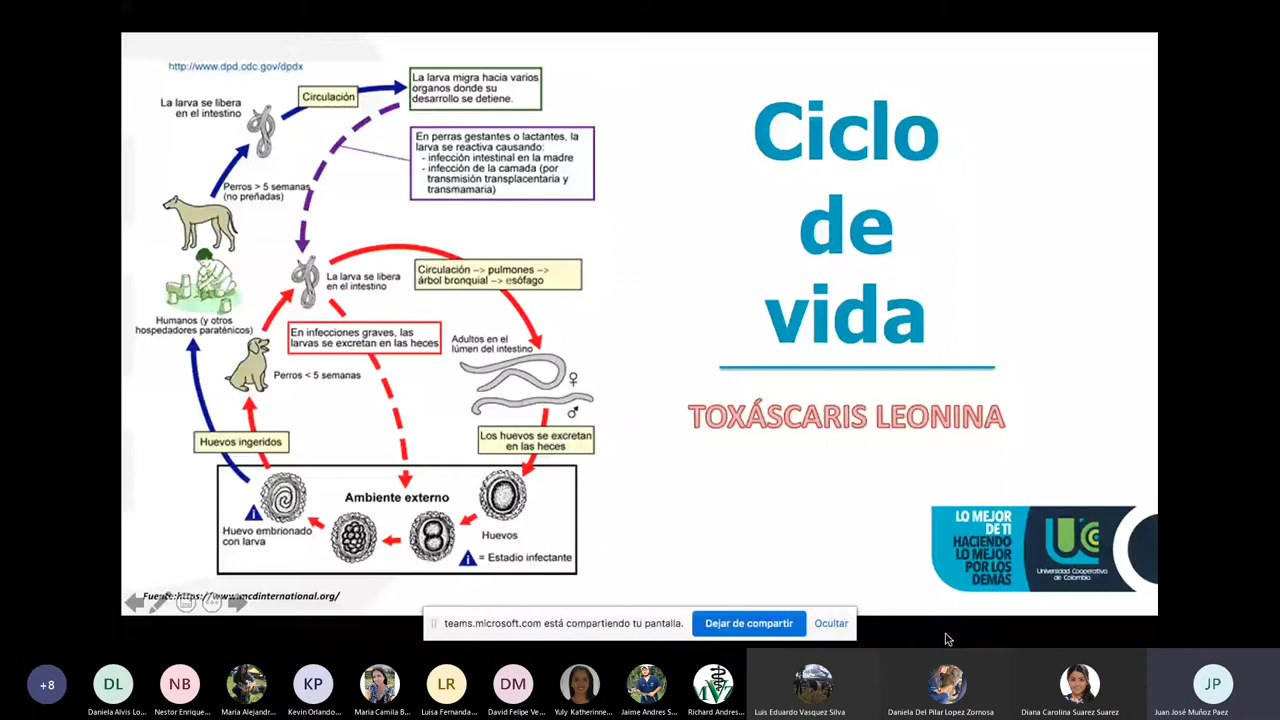 http://www.dpd.cdc.gov/dpdx
La larva se libera
en el intestino
Circulación
La larva migra hacia varios
organos donde su
desarrollo se detiene.
En perras gestantes o lactantes, la
larva se reactiva causando:
- infección intestinal en la madre
- infección de la camada (por
transmisión transplacentaria y
transmamaria)
Perros > 5 semanas
(no preñadas)
La larva se libera
en el intestino
Circulación -> pulmones ->
árbol bronquial -> esófago
Humanos (y otros
hospedadores paraténicos)
En infecciones graves, las
larvas se excretan en las heces
Adultos en el
lúmen del intestino
♀
♂
Perros < 5 semanas
Huevos ingeridos
Los huevos se excretan
en las heces
Ambiente externo
i
Huevo embrionado
con larva
Huevos
i = Estadio infectante
Fuente:https://www.mcdinternational.org/
Ciclo
de
vida
TOXÁSCARIS LEONINA
LO MEJOR
DE TI
HACIENDO
LO MEJOR
POR LOS
DEMÁS
UCC
Universidad Cooperativa
de Colombia
teams.microsoft.com está compartiendo tu pantalla.
Dejar de compartir
Ocultar
+8
DL
NB
KP
LR
DM
MVZ
JP
Daniela Alvis Lo...
Nestor Enrique...
Maria Alejandr...
Kevin Orlando...
Maria Camila B...
Luisa Fernanda...
David Felipe Ve...
Yuly Katherinne...
Jaime Andres S...
Richard Andres...
Luis Eduardo Vasquez Silva
Daniela Del Pilar Lopez Zornosa
Diana Carolina Suarez Suarez
Juan José Muñoz Paez